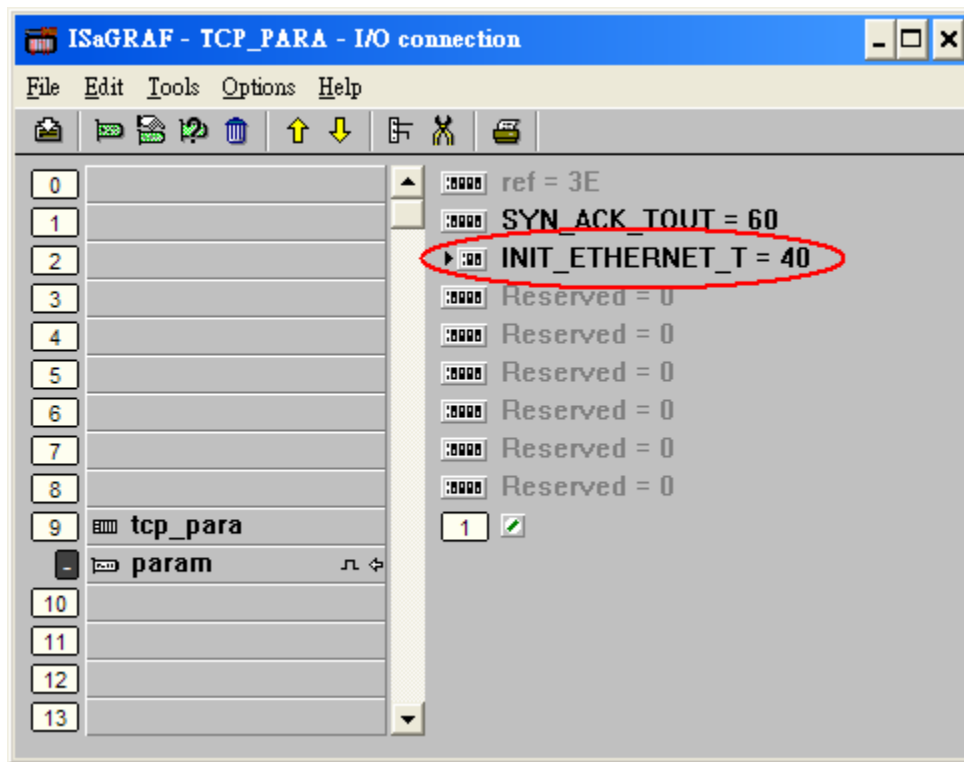 ISaGRAF - TCP_PARA - I/O connection
File Edit Tools Options Help
0 ref = 3E
1 SYN_ACK_TOUT = 60
2 INIT_ETHERNET_T = 40
3 Reserved = 0
4 Reserved = 0
5 Reserved = 0
6 Reserved = 0
7 Reserved = 0
8 Reserved = 0
9 tcp_para 1
param
10
11
12
13